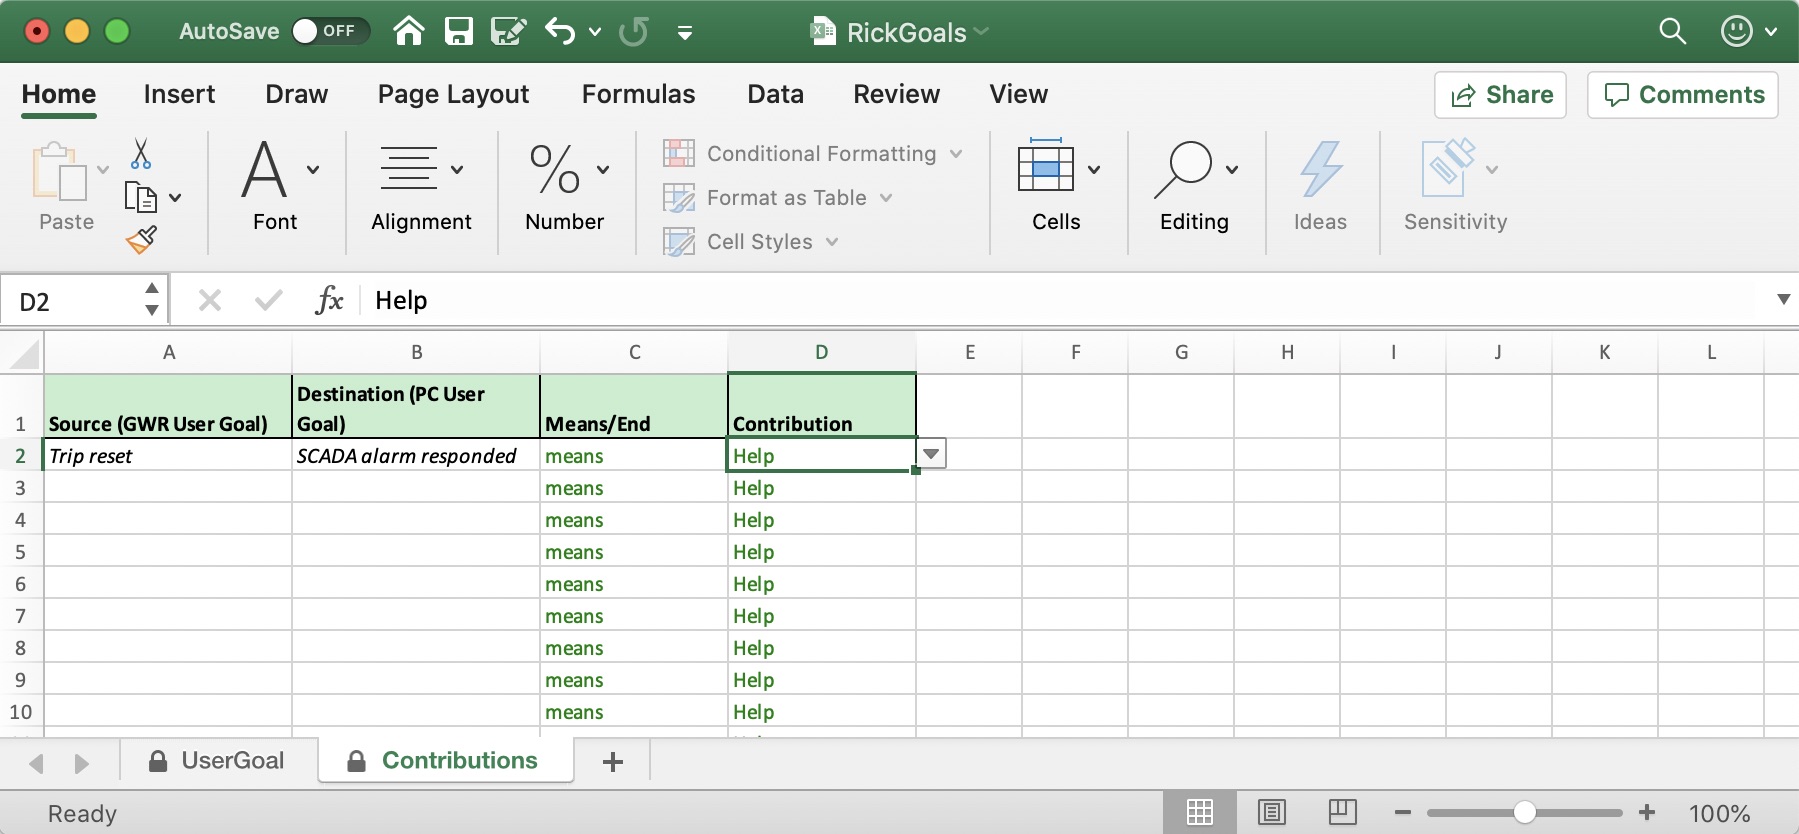 AutoSave OFF RickGoals
Home Insert Draw Page Layout Formulas Data Review View Share Comments
Paste Font Alignment % Number Conditional Formatting Format as Table Cell Styles Cells Editing Ideas Sensitivity
D2 fx Help
A B C D E F G H I J K L
1 Source (GWR User Goal) Destination (PC User Goal) Means/End Contribution
2 Trip reset SCADA alarm responded means Help
3 means Help
4 means Help
5 means Help
6 means Help
7 means Help
8 means Help
9 means Help
10 means Help
UserGoal Contributions +
Ready 100%